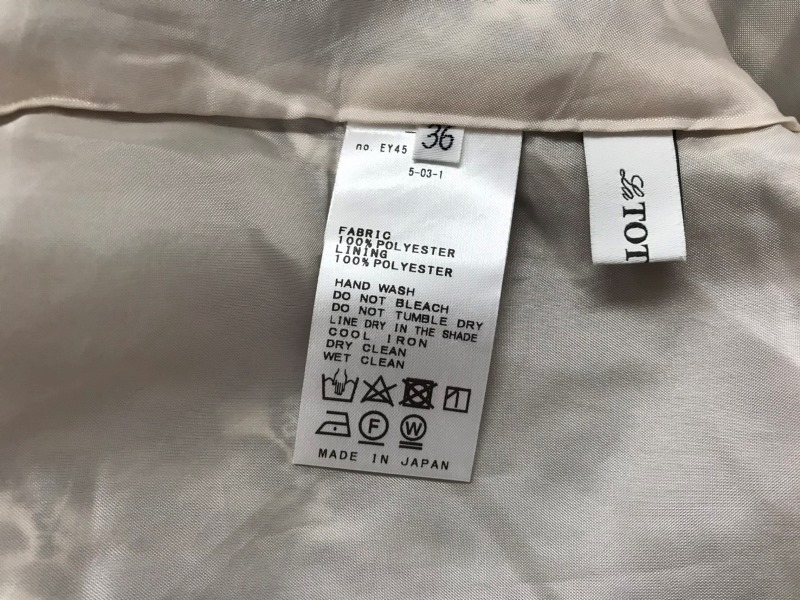 36
no. EY45
5-03-1
FABRIC
100% POLYESTER
LINING
100% POLYESTER
HAND WASH
DO NOT BLEACH
DO NOT TUMBLE DRY
LINE DRY IN THE SHADE
COOL IRON
DRY CLEAN
WET CLEAN
F
W
MADE IN JAPAN
La TOT